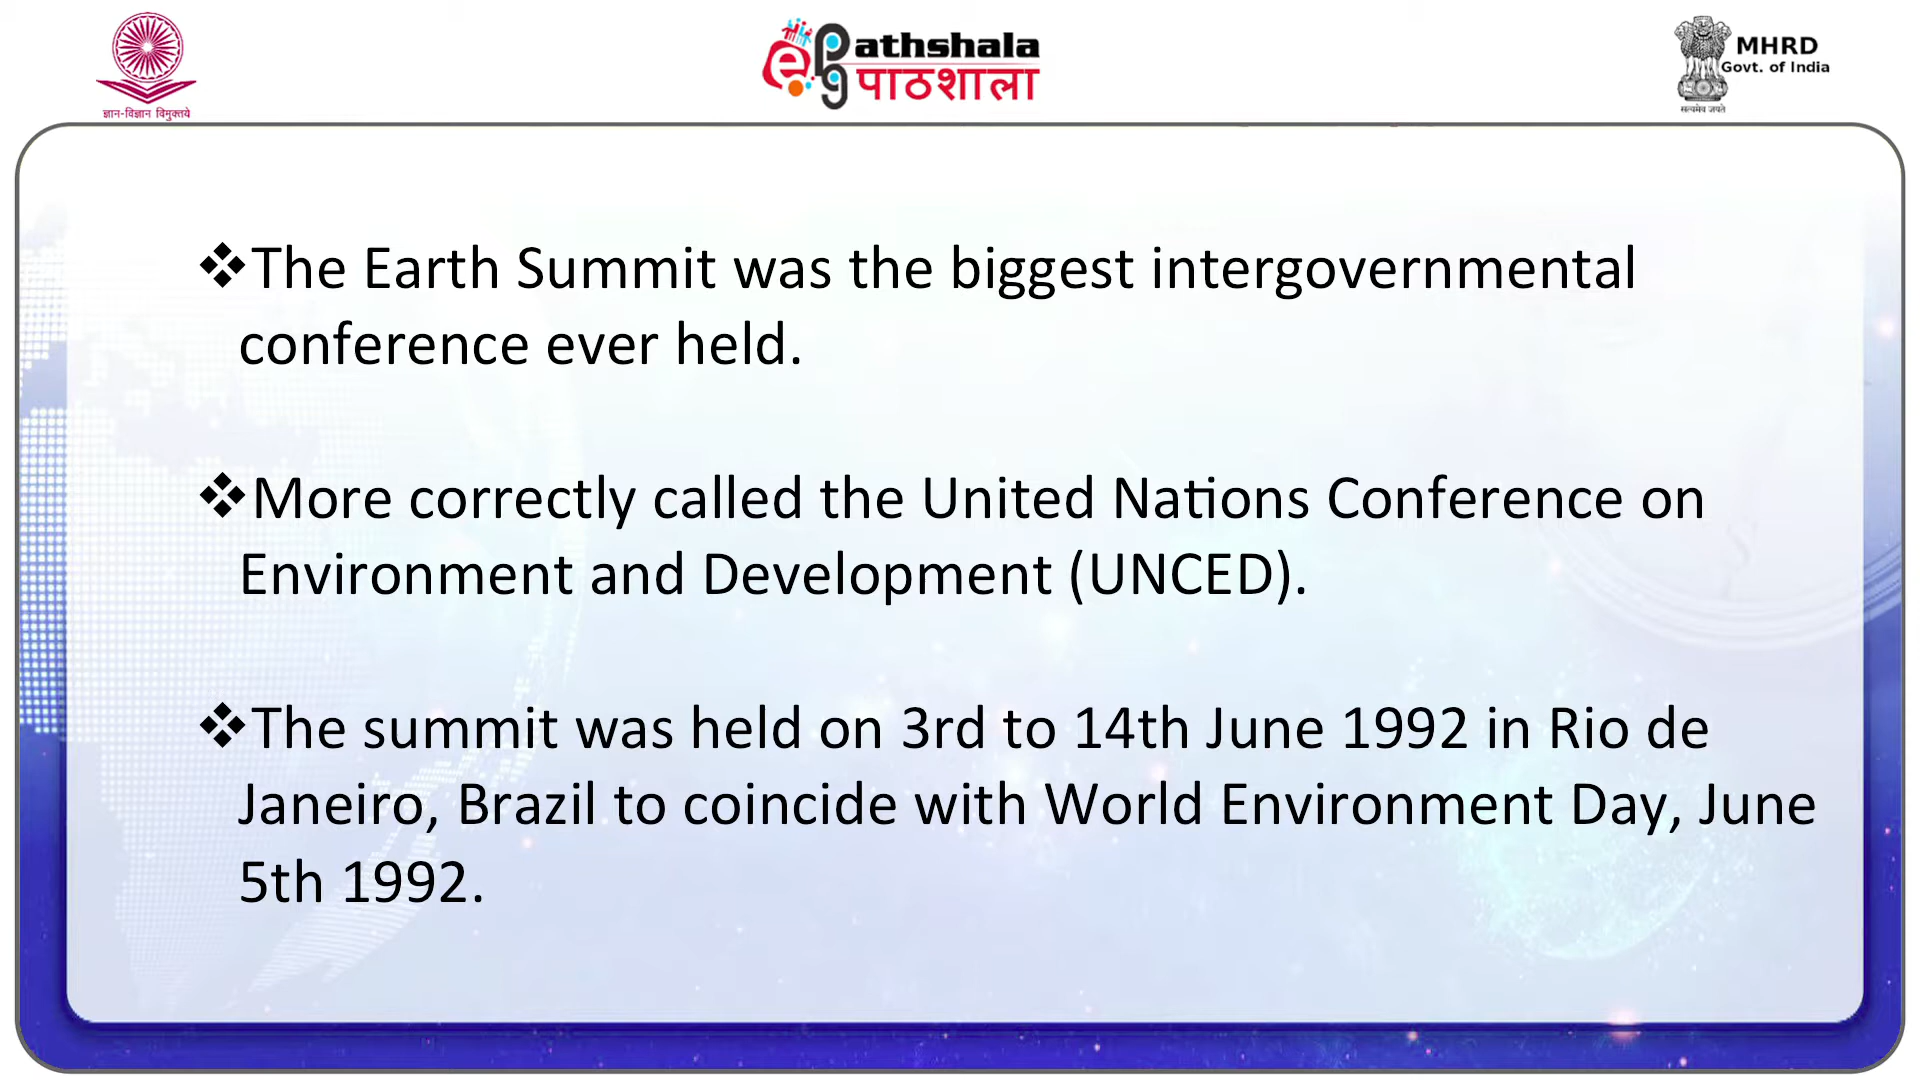 ज्ञान-विज्ञान विमुक्तये
epg Pathshala
पाठशाला
MHRD
Govt. of India
सत्यमेव जयते
❖The Earth Summit was the biggest intergovernmental
conference ever held.
❖More correctly called the United Nations Conference on
Environment and Development (UNCED).
❖The summit was held on 3rd to 14th June 1992 in Rio de
Janeiro, Brazil to coincide with World Environment Day, June
5th 1992.